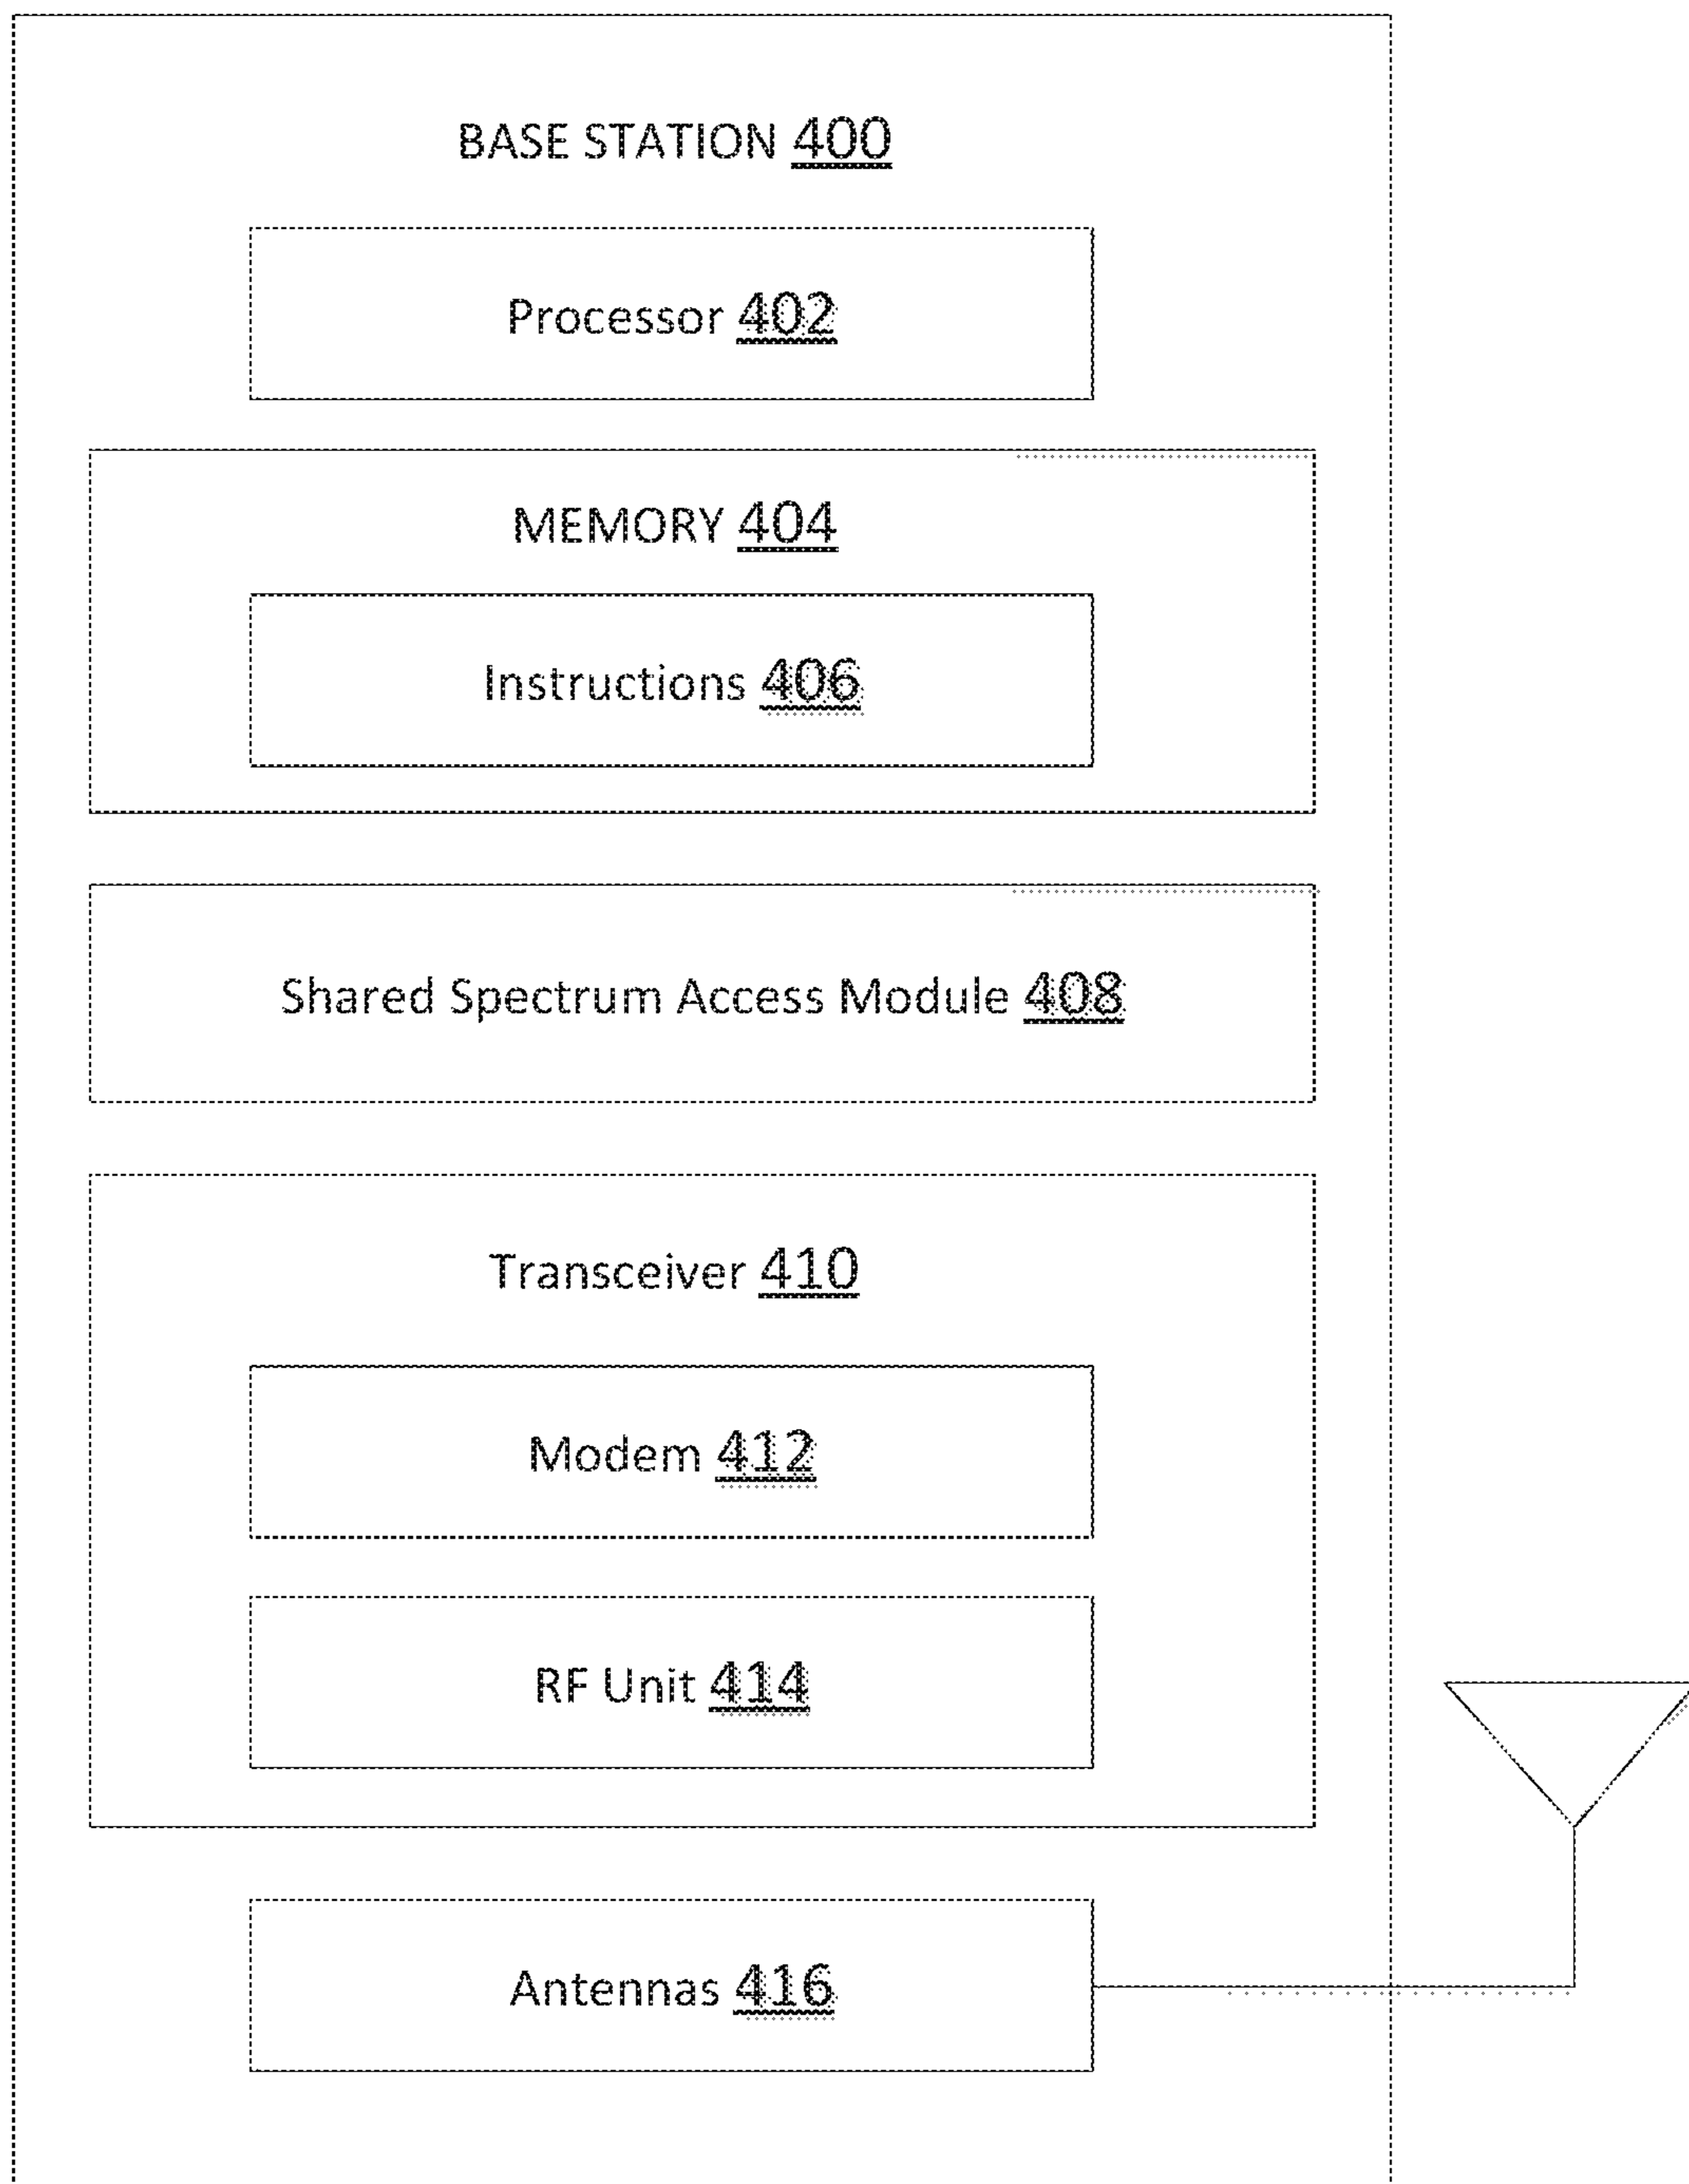 BASE STATION 400
Processor 402
MEMORY 404
Instructions 406
Shared Spectrum Access Module 408
Transceiver 410
Modem 412
RF Unit 414
Antennas 416